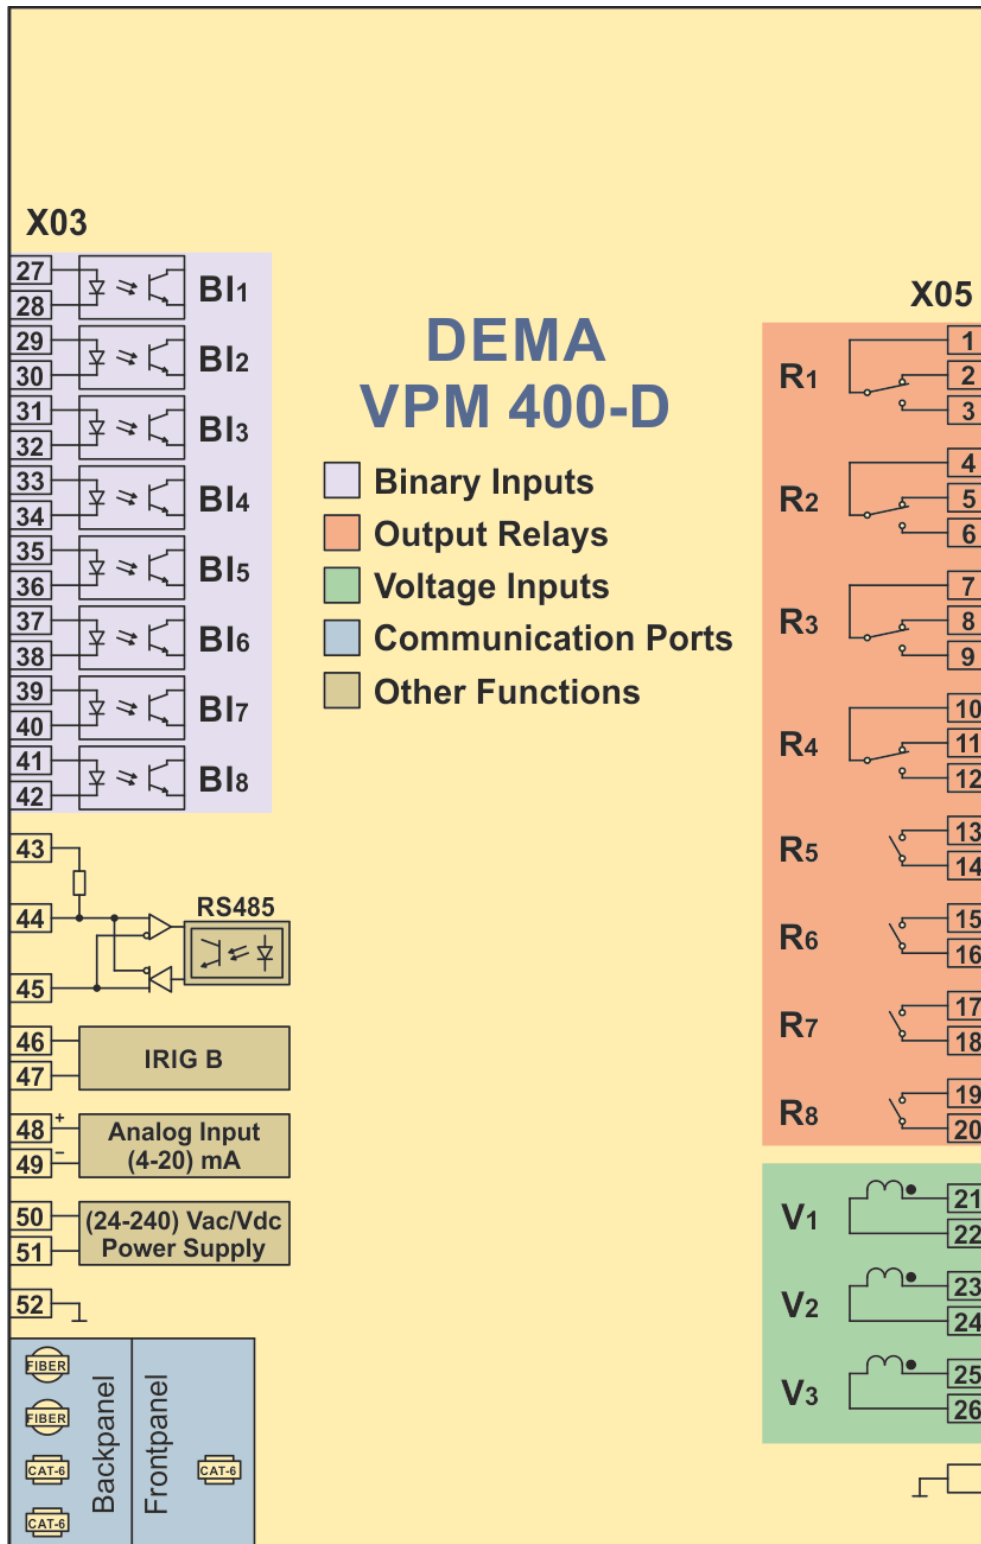 X03
27
28
BI1
29
30
BI2
31
32
BI3
33
34
BI4
35
36
BI5
37
38
BI6
39
40
BI7
41
42
BI8
43
44
45
RS485
46
47
IRIG B
48 +
49 −
Analog Input
(4-20) mA
50
51
(24-240) Vac/Vdc
Power Supply
52
FIBER
FIBER
CAT-6
CAT-6
Backpanel
Frontpanel
CAT-6
DEMA
VPM 400-D
Binary Inputs
Output Relays
Voltage Inputs
Communication Ports
Other Functions
X05
R1
1
2
3
R2
4
5
6
R3
7
8
9
R4
10
11
12
R5
13
14
R6
15
16
R7
17
18
R8
19
20
V1
21
22
V2
23
24
V3
25
26